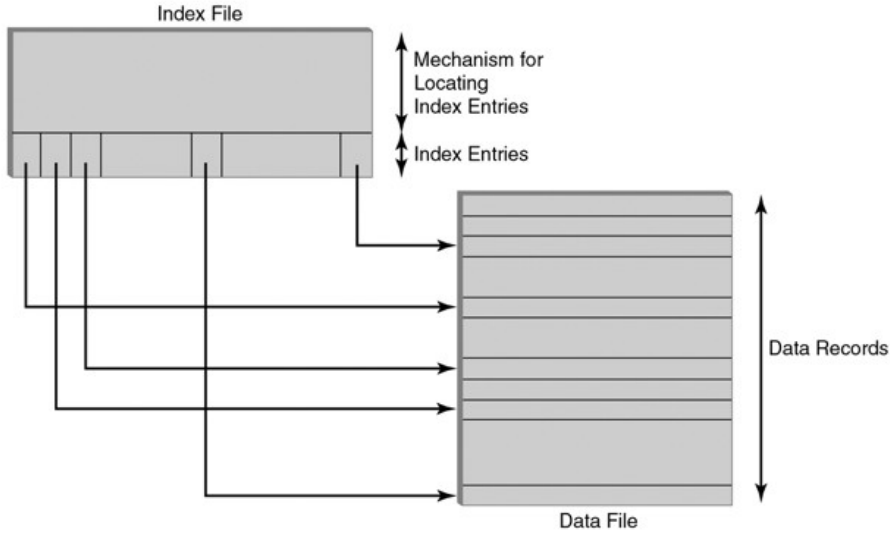 Index File
Mechanism for
Locating
Index Entries
Index Entries
Data Records
Data File